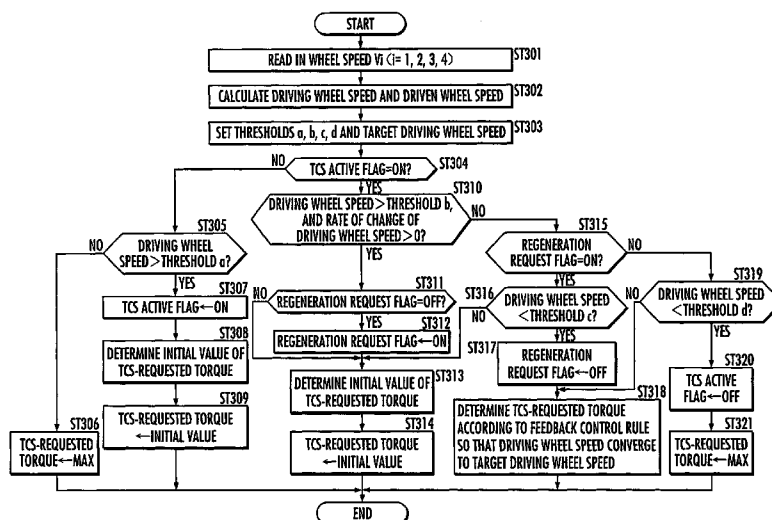 START
ST301
READ IN WHEEL SPEED Vi (i= 1, 2, 3, 4)
ST302
CALCULATE DRIVING WHEEL SPEED AND DRIVEN WHEEL SPEED
ST303
SET THRESHOLDS a, b, c, d AND TARGET DRIVING WHEEL SPEED
ST304
TCS ACTIVE FLAG=ON?
NO
YES
ST310
DRIVING WHEEL SPEED>THRESHOLD b,
AND RATE OF CHANGE OF
DRIVING WHEEL SPEED>0?
NO
YES
ST305
DRIVING WHEEL
SPEED>THRESHOLD a?
NO
YES
ST307
TCS ACTIVE FLAG←ON
ST308
DETERMINE INITIAL VALUE OF
TCS-REQUESTED TORQUE
ST309
TCS-REQUESTED TORQUE
←INITIAL VALUE
ST306
TCS-REQUESTED
TORQUE←MAX
ST311
REGENERATION REQUEST FLAG=OFF?
NO
YES
ST312
REGENERATION REQUEST FLAG←ON
ST313
DETERMINE INITIAL VALUE OF
TCS-REQUESTED TORQUE
ST314
TCS-REQUESTED TORQUE
←INITIAL VALUE
ST315
REGENERATION
REQUEST FLAG=ON?
NO
YES
ST316
DRIVING WHEEL SPEED
<THRESHOLD c?
NO
YES
ST317
REGENERATION
REQUEST FLAG←OFF
ST318
DETERMINE TCS-REQUESTED TORQUE
ACCORDING TO FEEDBACK CONTROL RULE
SO THAT DRIVING WHEEL SPEED CONVERGE
TO TARGET DRIVING WHEEL SPEED
ST319
DRIVING WHEEL SPEED
<THRESHOLD d?
NO
YES
ST320
TCS ACTIVE
FLAG←OFF
ST321
TCS-REQUESTED
TORQUE←MAX
END